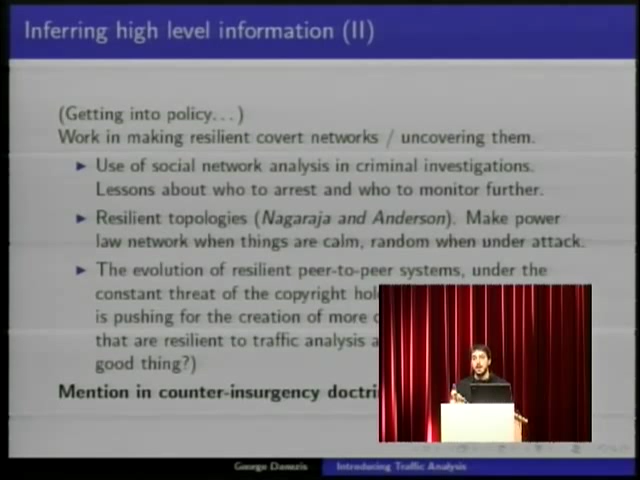 Inferring high level information (II)
(Getting into policy...)
Work in making resilient covert networks / uncovering them.
▶ Use of social network analysis in criminal investigations.
Lessons about who to arrest and who to monitor further.
▶ Resilient topologies (Nagaraja and Anderson). Make power
law network when things are calm, random when under attack.
▶ The evolution of resilient peer-to-peer systems, under the
constant threat of the copyright
is pushing for the creation of more
that are resilient to traffic analysis
good thing?)
Mention in counter-insurgency
George Danezis
Introducing Traffic Analysis